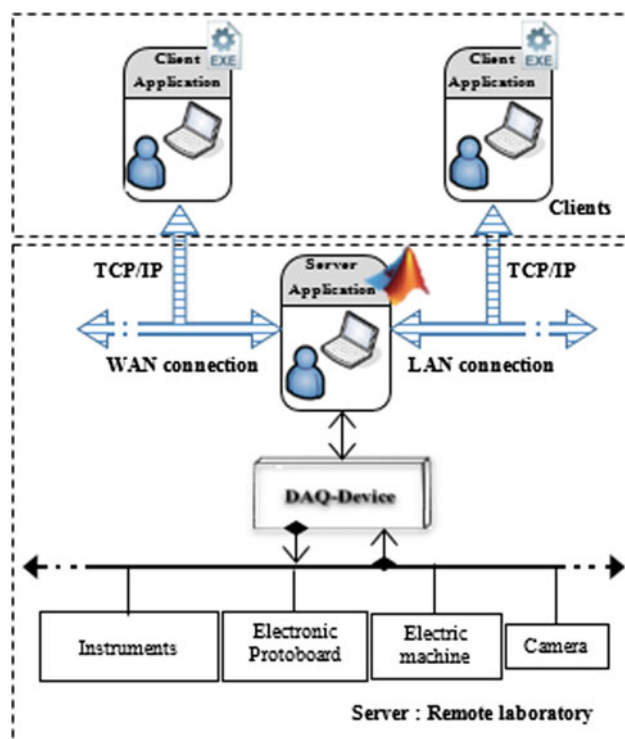 EXE
EXE
Client
Application
Client
Application
Clients
TCP/IP
TCP/IP
Server
Application
WAN connection
LAN connection
DAQ-Device
Instruments
Electronic
Protoboard
Electric
machine
Camera
Server : Remote laboratory